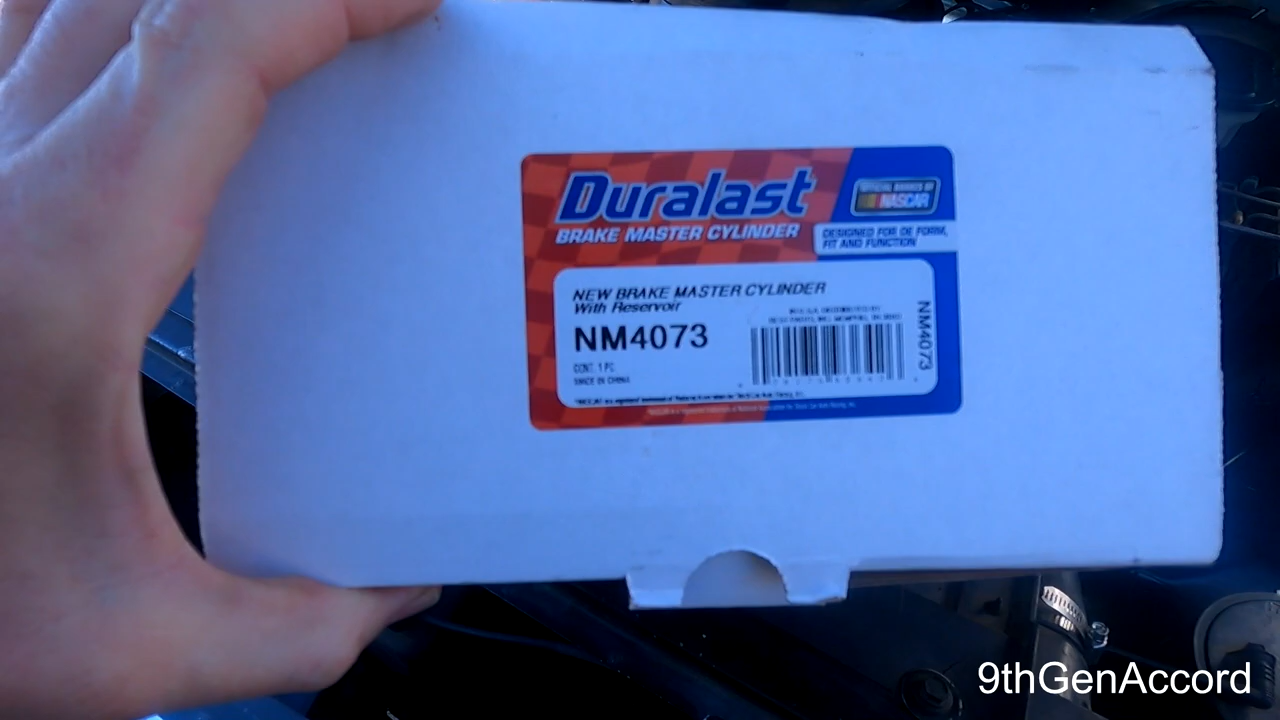 Duralast
BRAKE MASTER CYLINDER
OFFICIAL BRAKES OF
NASCAR
DESIGNED FOR OE FORM,
FIT AND FUNCTION
NEW BRAKE MASTER CYLINDER
With Reservoir
NM4073
CONT. 1 PC.
MADE IN CHINA
NM4073
9thGenAccord